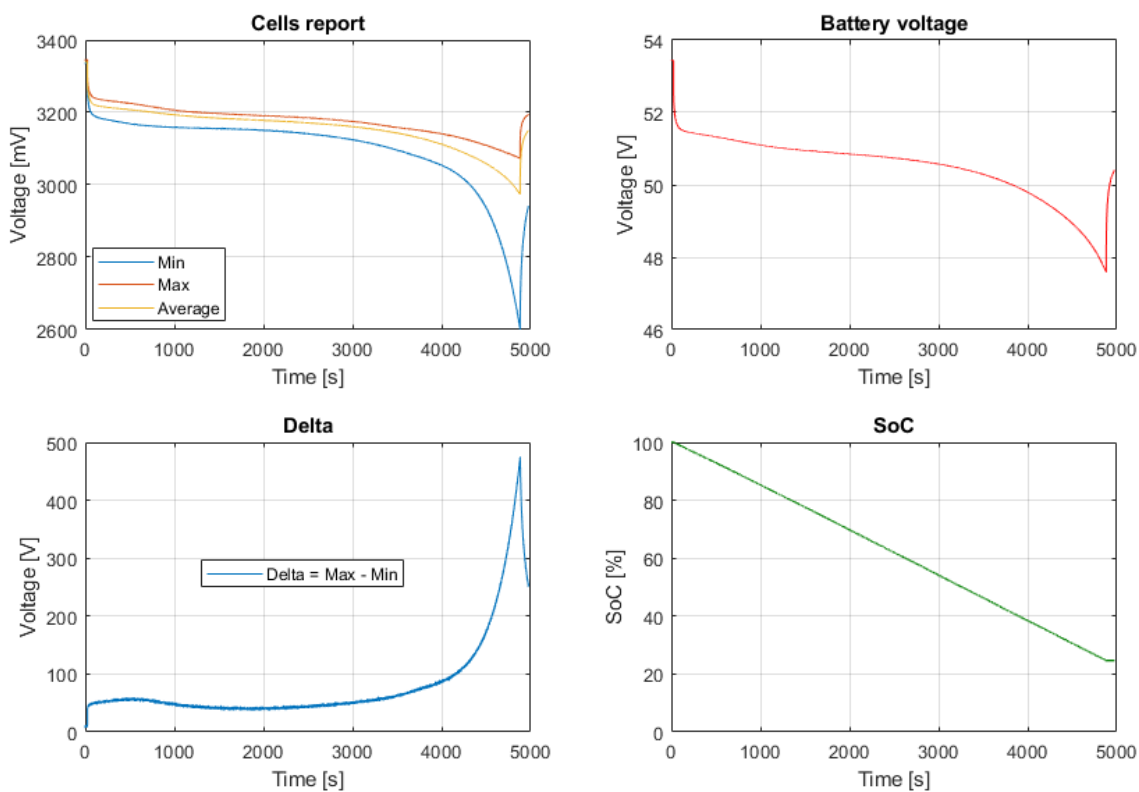 Cells report
3400
3200
3000
2800
2600
Voltage [mV]
Min
Max
Average
0 1000 2000 3000 4000 5000
Time [s]
Battery voltage
54
52
50
48
46
Voltage [V]
0 1000 2000 3000 4000 5000
Time [s]
Delta
500
400
300
200
100
0
Voltage [V]
Delta = Max - Min
0 1000 2000 3000 4000 5000
Time [s]
SoC
100
80
60
40
20
0
SoC [%]
0 1000 2000 3000 4000 5000
Time [s]